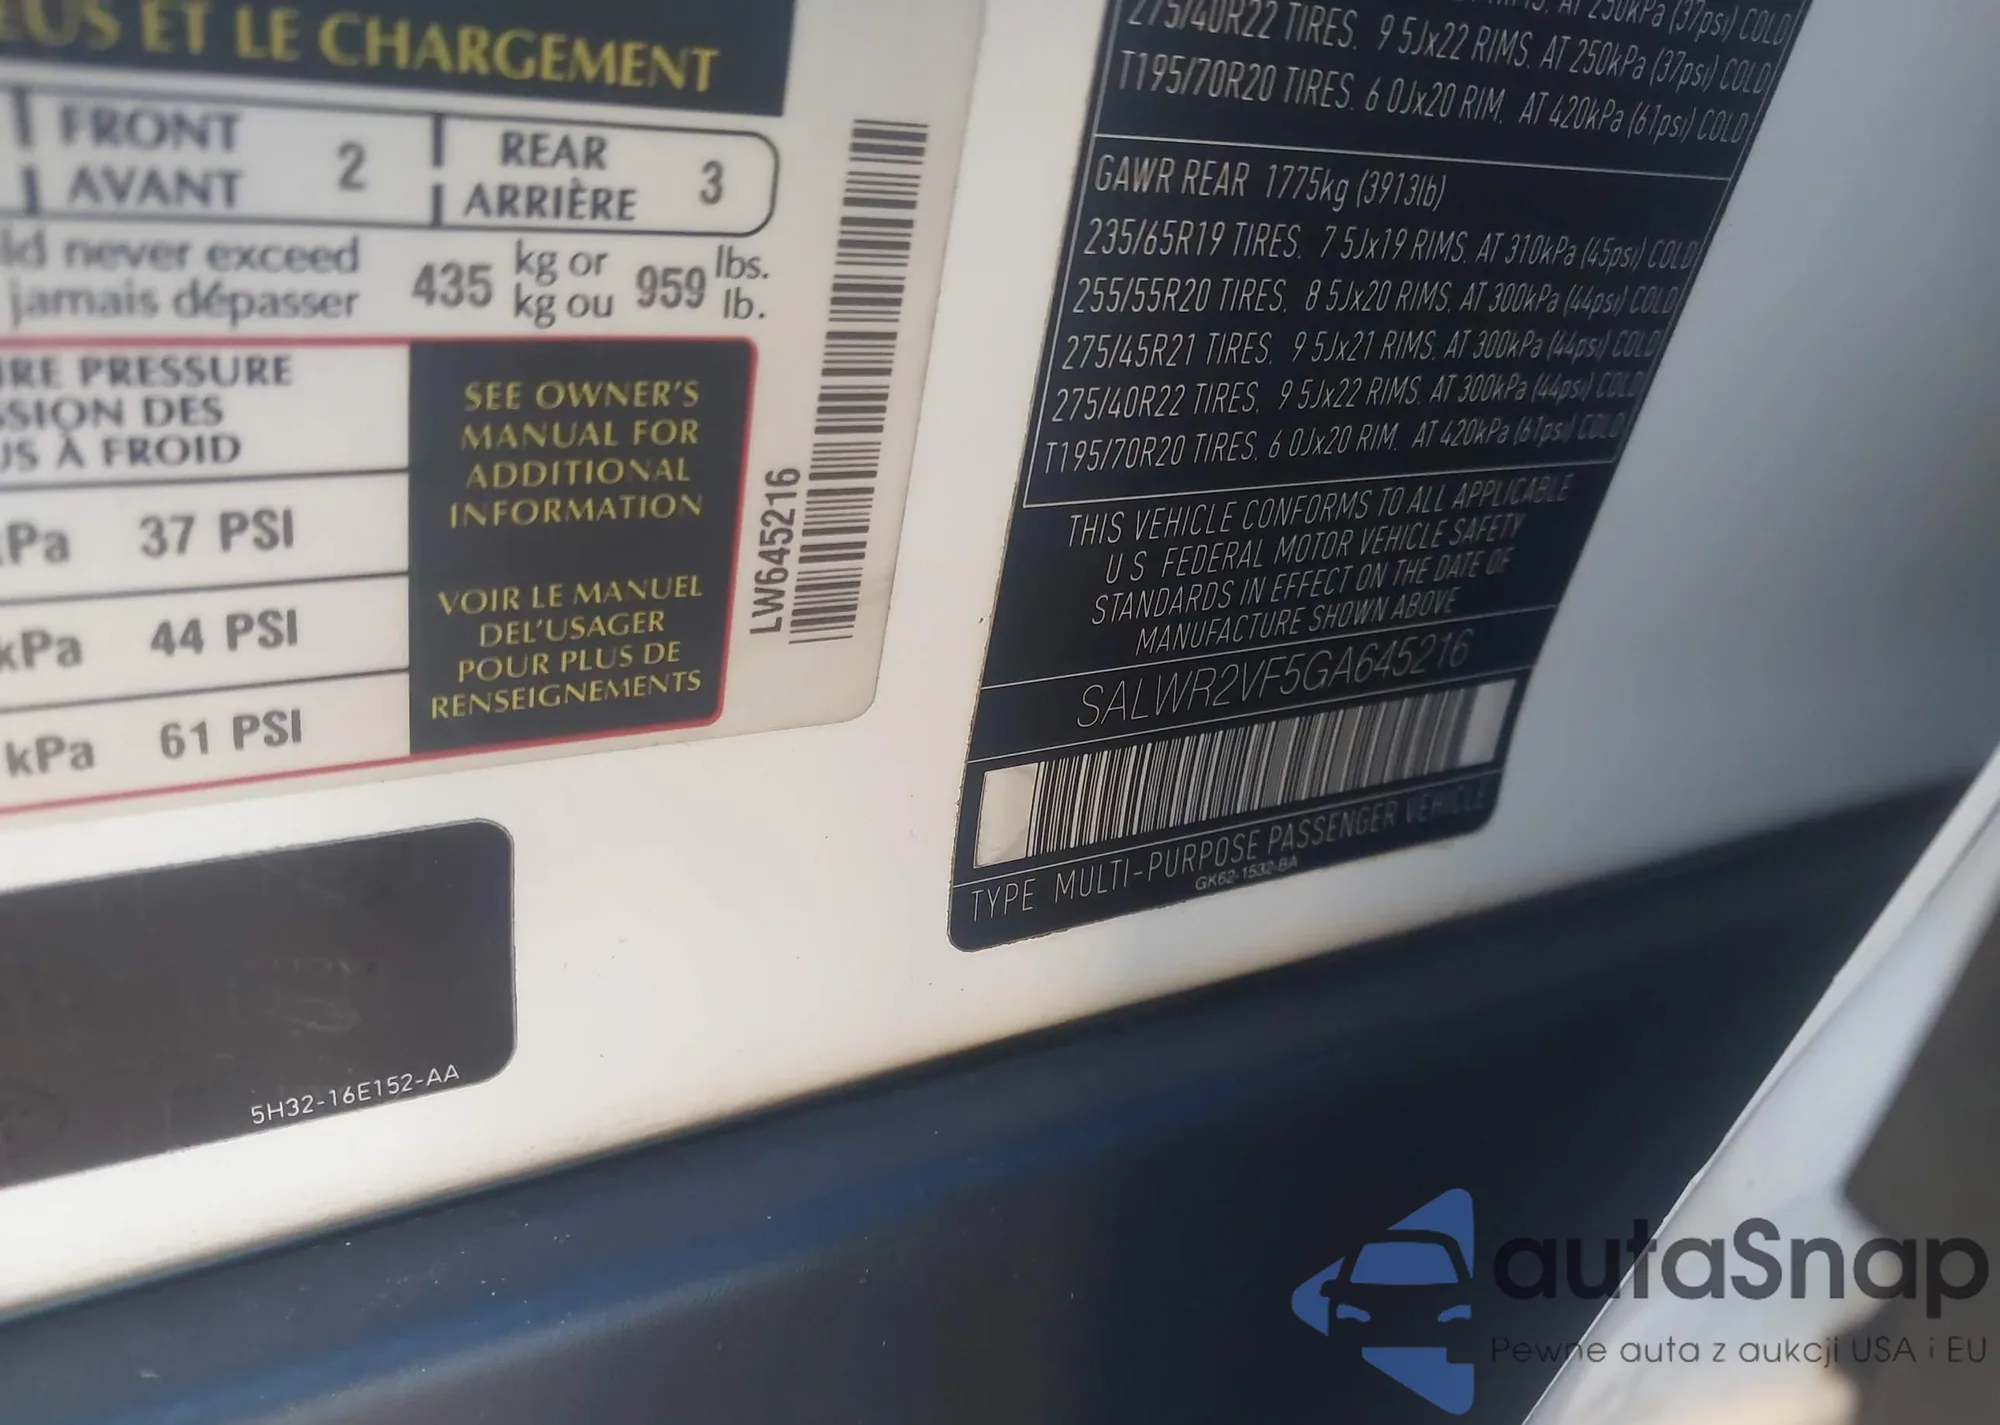 EUS ET LE CHARGEMENT
FRONT
AVANT
2
REAR
ARRIÈRE
3
ld never exceed
jamais dépasser
435
kg or
kg ou
959
lbs.
lb.
PRESSURE
DES
À FROID
SEE OWNER'S
MANUAL FOR
ADDITIONAL
INFORMATION
VOIR LE MANUEL
DEL'USAGER
POUR PLUS DE
RENSEIGNEMENTS
kPa 37 PSI
kPa 44 PSI
kPa 61 PSI
LW645216
5H32-16E152-AA
AT 250kPa (37psi) COLD
275/40R22 TIRES. 9 5Jx22 RIMS. AT 250kPa (37psi) COLD
T195/70R20 TIRES. 6 0Jx20 RIM. AT 420kPa (61psi) COLD
GAWR REAR 1775kg (3913lb)
235/65R19 TIRES. 7 5Jx19 RIMS. AT 310kPa (45psi) COLD
255/55R20 TIRES. 8 5Jx20 RIMS. AT 300kPa (44psi) COLD
275/45R21 TIRES. 9 5Jx21 RIMS. AT 300kPa (44psi) COLD
275/40R22 TIRES. 9 5Jx22 RIMS. AT 300kPa (44psi) COLD
T195/70R20 TIRES. 6 0Jx20 RIM. AT 420kPa (61psi) COLD
THIS VEHICLE CONFORMS TO ALL APPLICABLE
U S FEDERAL MOTOR VEHICLE SAFETY
STANDARDS IN EFFECT ON THE DATE OF
MANUFACTURE SHOWN ABOVE
SALWR2VF5GA645216
TYPE MULTI-PURPOSE PASSENGER VEHICLE
GK62-1532-BA
autaSnap
Pewne auta z aukcji USA i EU